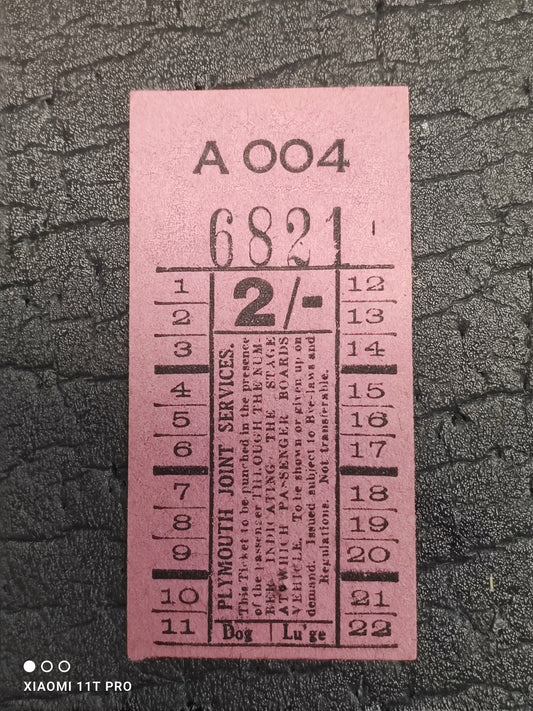 A 004
6821
1
2/-
1
2
3
4
5
6
7
8
9
10
11
PLYMOUTH JOINT SERVICES.
This Ticket to be punched in the presence
of the passenger THROUGH THE NUM-
BER INDICATING THE STAGE
AT WHICH PASSENGER BOARDS
VEHICLE. To be shown or given up on
demand. Issued subject to Bye-laws and
Regulations. Not transferable.
Dog Lu'ge
12
13
14
15
16
17
18
19
20
21
22
XIAOMI 11T PRO